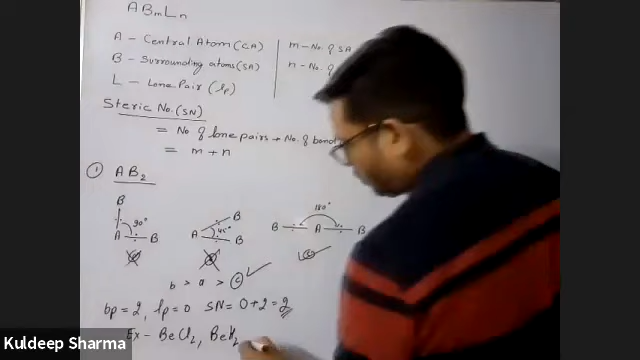 ABmLn
A - Central Atom (CA)
B - Surrounding atoms (SA)
L - Lone Pair (lp)
m - No. of SA
n - No. of
Steric No. (SN)
= No. of lone pairs + No. of bond
= m + n
① AB2
B
90°
A B
A B
45°
B
180°
B A B
b > a > c
bp = 2, lp = 0 SN = 0+2 = 2
Ex - BeCl2, BeH2
Kuldeep Sharma